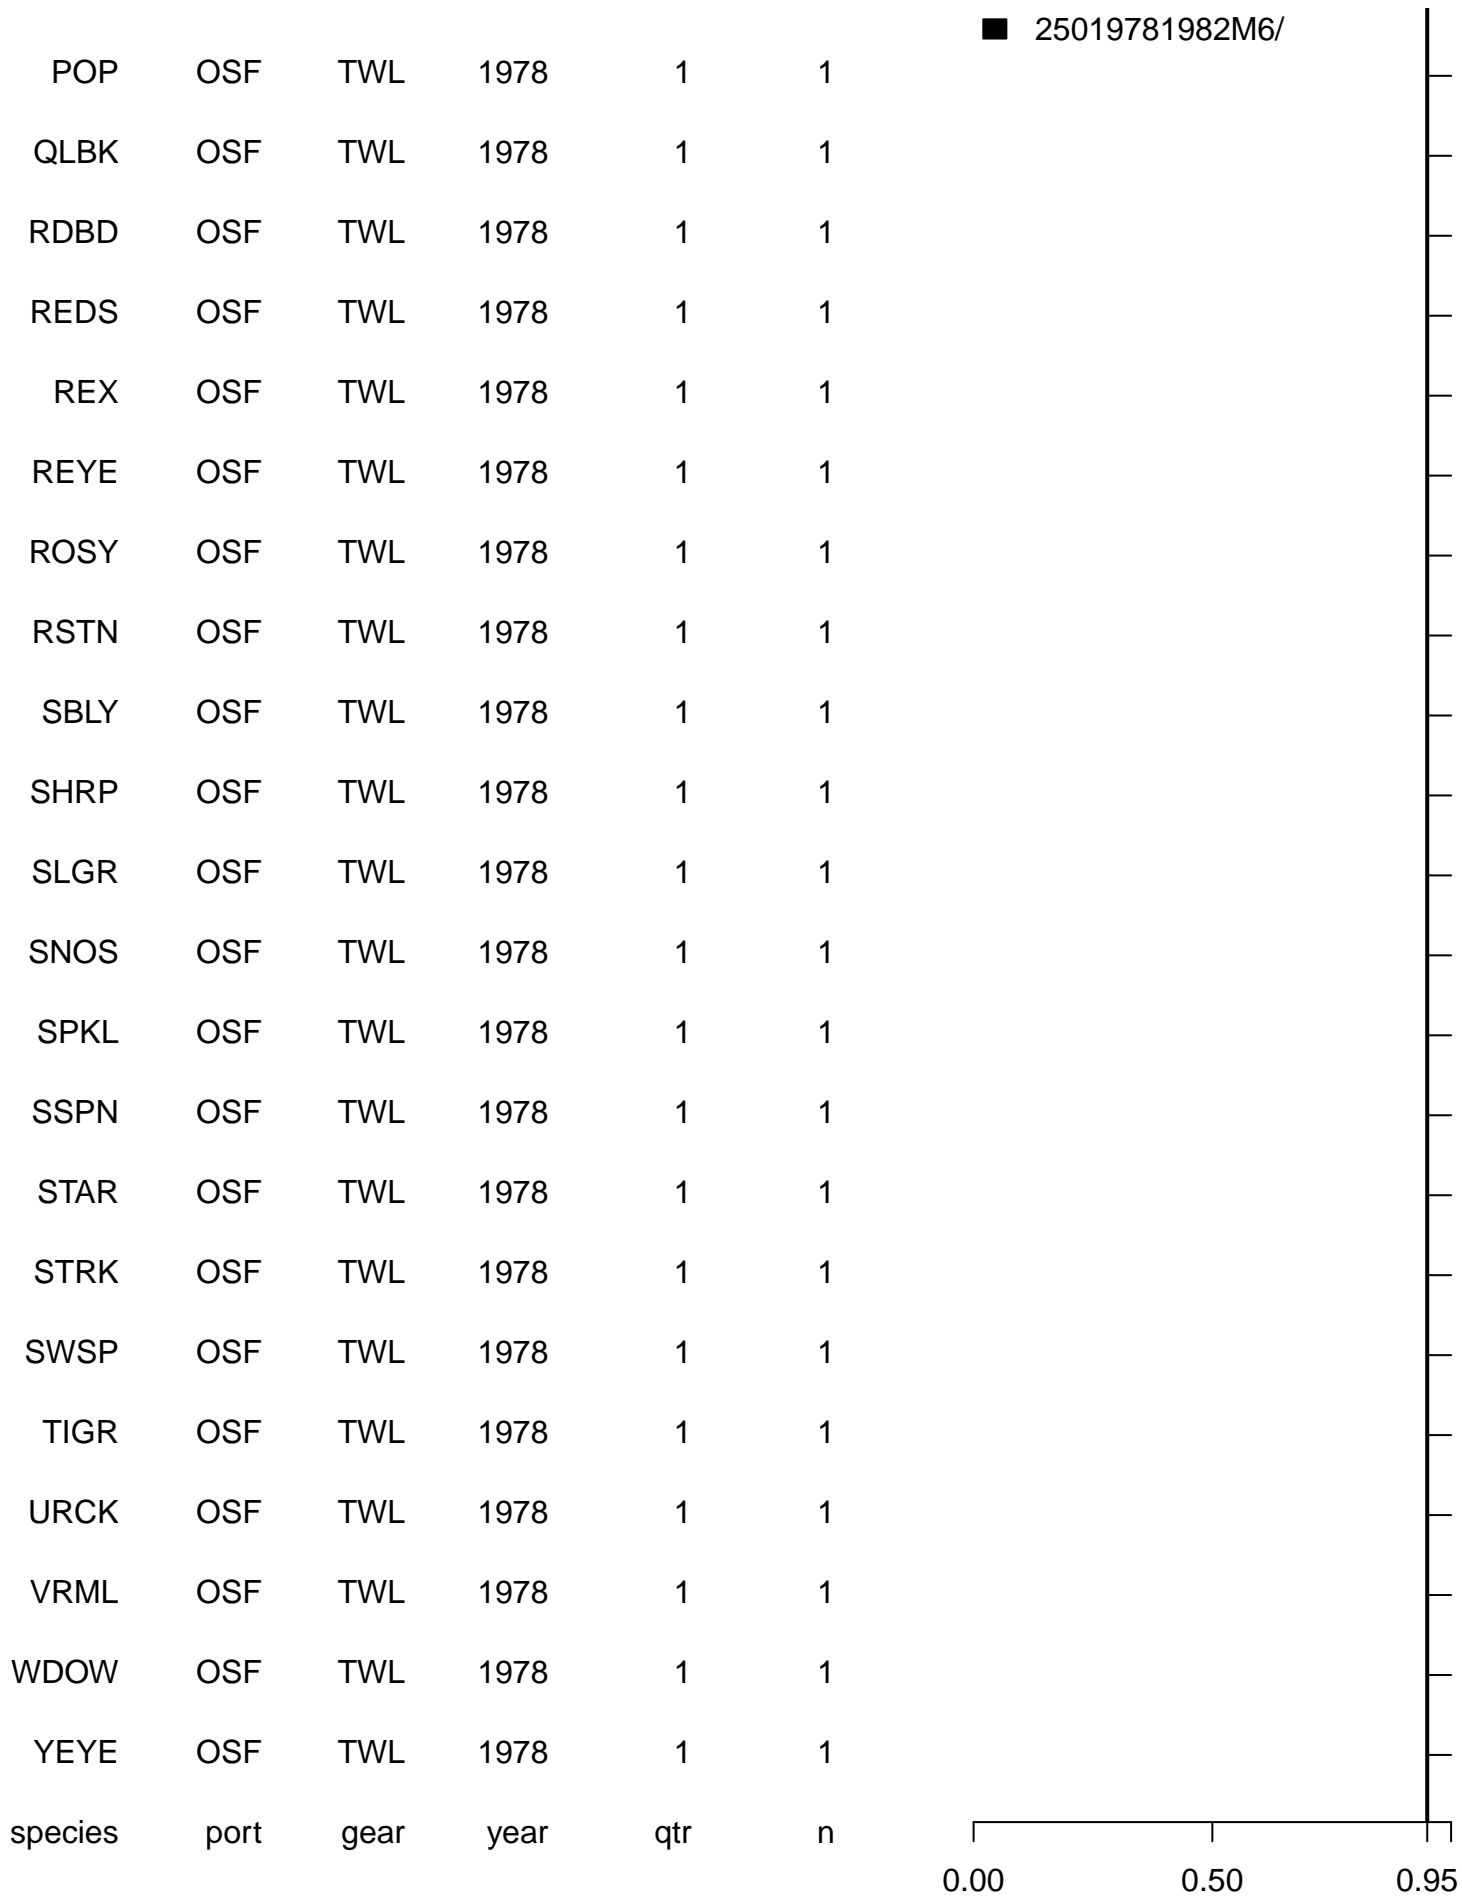 25019781982M6/
POP OSF TWL 1978 1 1
QLBK OSF TWL 1978 1 1
RDBD OSF TWL 1978 1 1
REDS OSF TWL 1978 1 1
REX OSF TWL 1978 1 1
REYE OSF TWL 1978 1 1
ROSY OSF TWL 1978 1 1
RSTN OSF TWL 1978 1 1
SBLY OSF TWL 1978 1 1
SHRP OSF TWL 1978 1 1
SLGR OSF TWL 1978 1 1
SNOS OSF TWL 1978 1 1
SPKL OSF TWL 1978 1 1
SSPN OSF TWL 1978 1 1
STAR OSF TWL 1978 1 1
STRK OSF TWL 1978 1 1
SWSP OSF TWL 1978 1 1
TIGR OSF TWL 1978 1 1
URCK OSF TWL 1978 1 1
VRML OSF TWL 1978 1 1
WDOW OSF TWL 1978 1 1
YEYE OSF TWL 1978 1 1
species port gear year qtr n
0.00 0.50 0.95